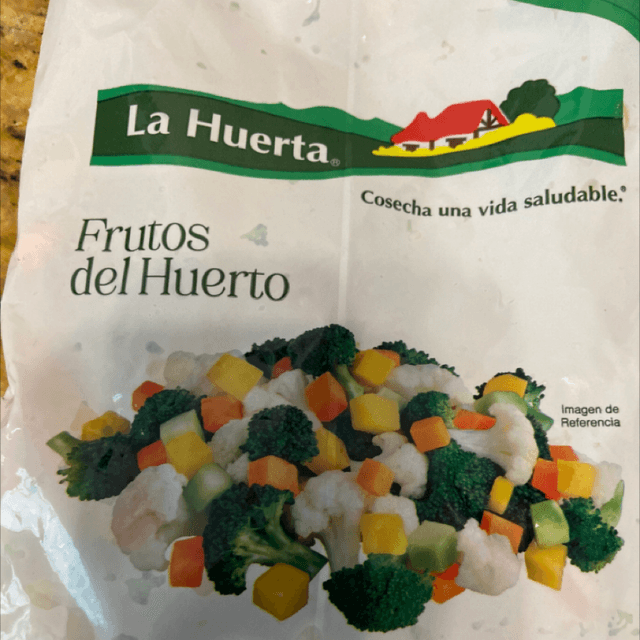 La Huerta®
Cosecha una vida saludable.®
Frutos
del Huerto
Imagen de
Referencia